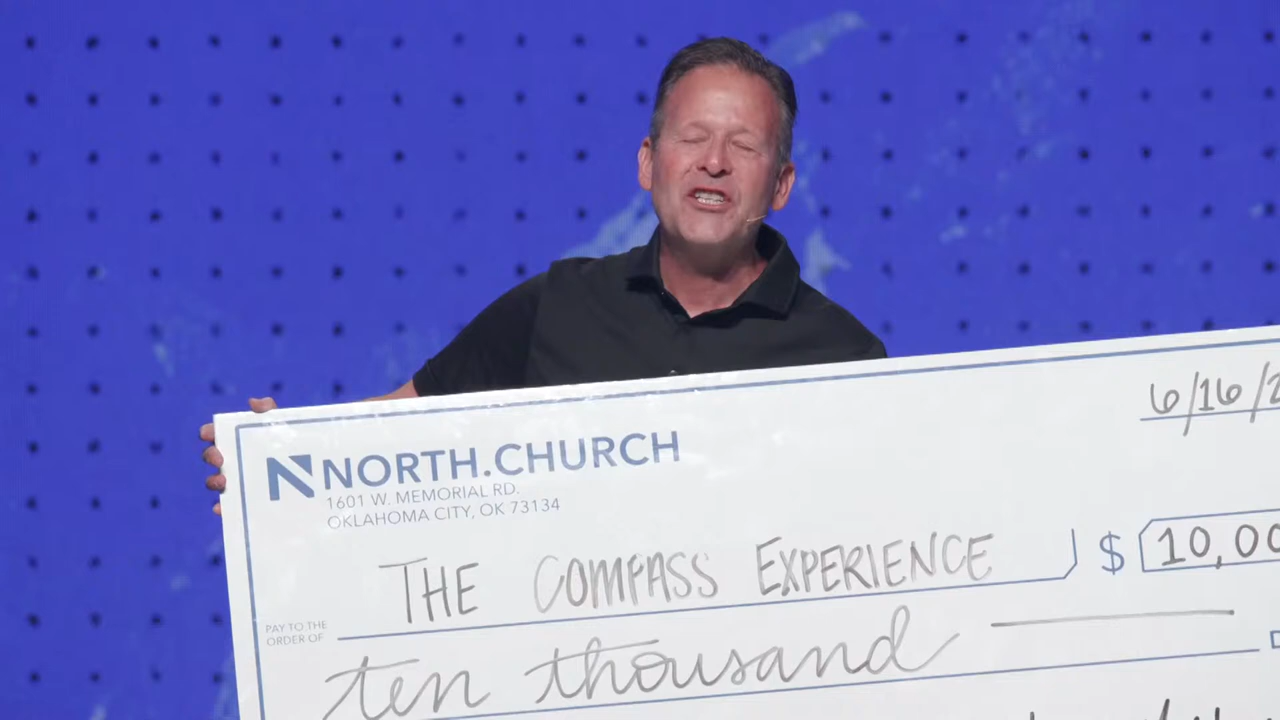 6/16/2
NORTH.CHURCH
1601 W. MEMORIAL RD.
OKLAHOMA CITY, OK 73134
THE COMPASS EXPERIENCE $ 10,00
PAY TO THE
ORDER OF
ten thousand